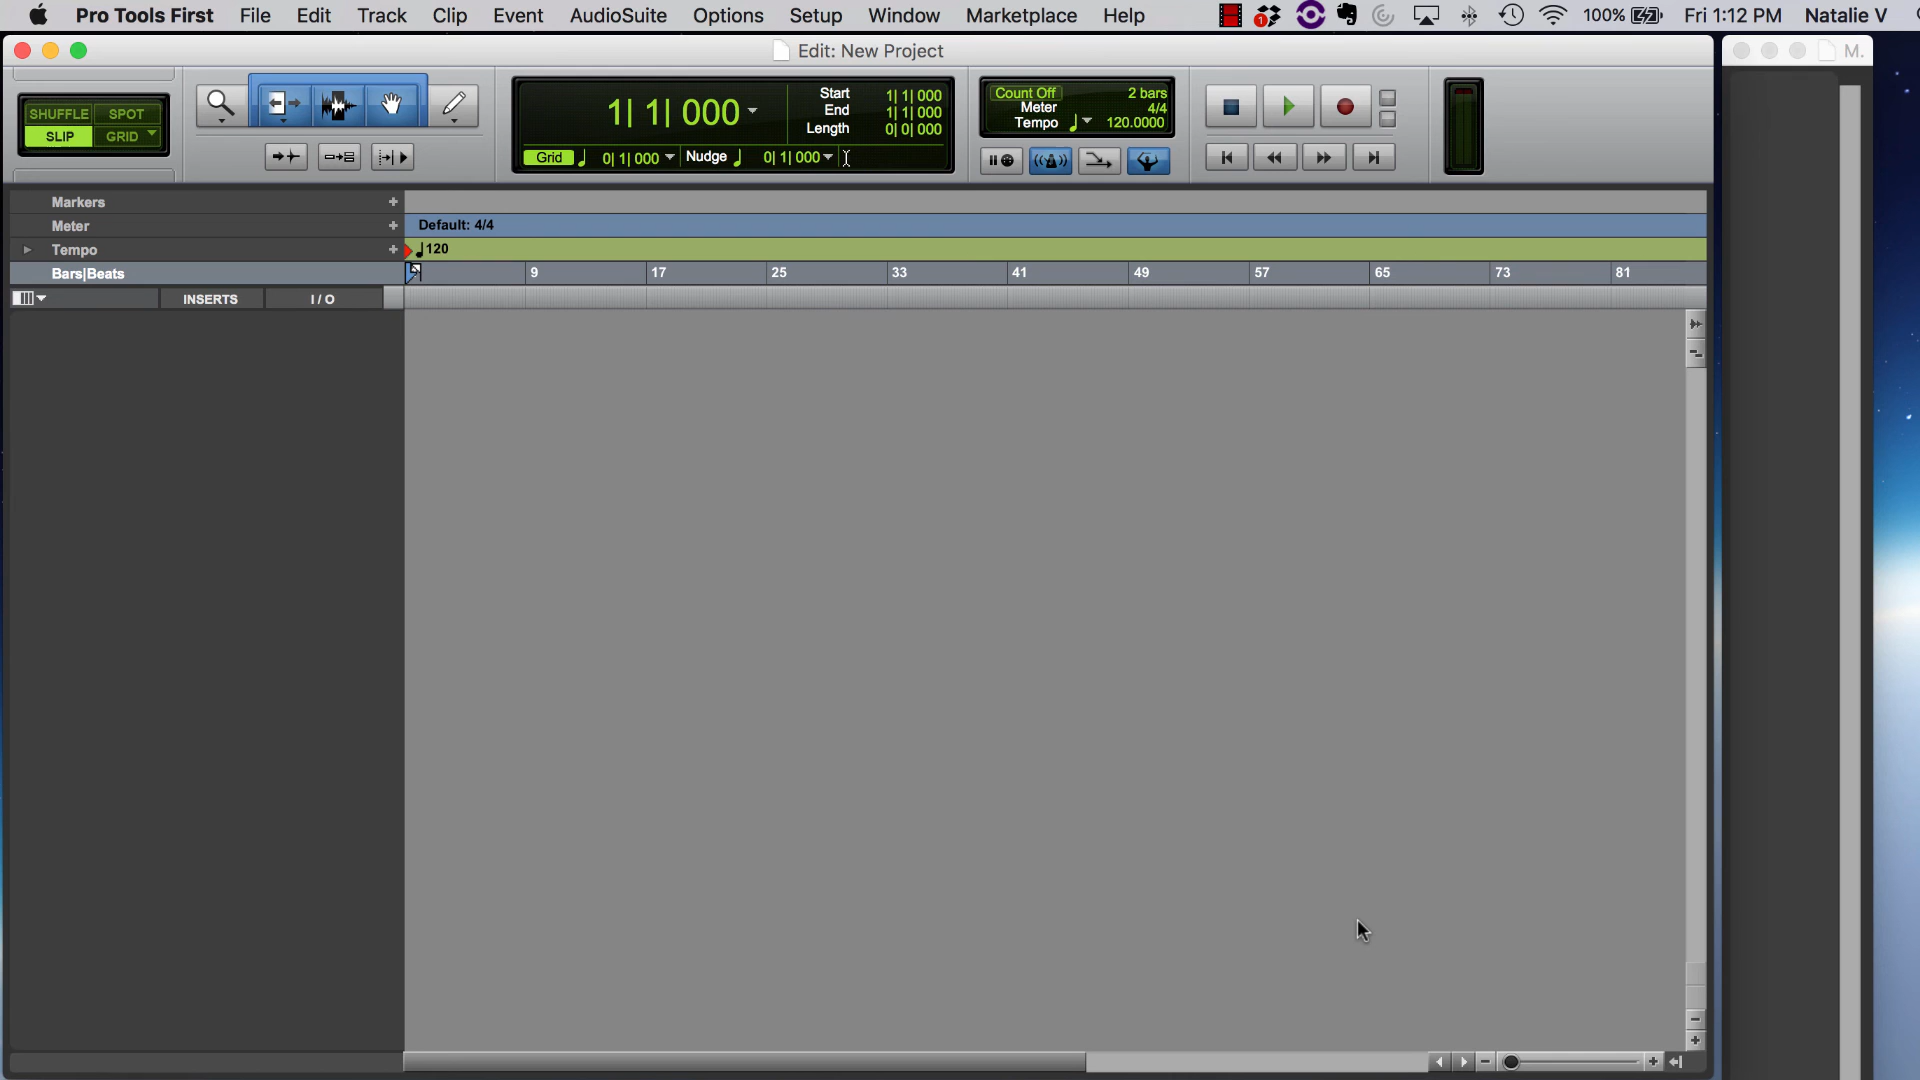 Pro Tools First File Edit Track Clip Event AudioSuite Options Setup Window Marketplace Help 1 100% Fri 1:12 PM Natalie V
Edit: New Project
M.
SHUFFLE SPOT
SLIP GRID
1| 1| 000
Start 1| 1| 000
End 1| 1| 000
Length 0| 0| 000
Grid 0| 1| 000 Nudge 0| 1| 000
Count Off 2 bars
Meter 4/4
Tempo 120.0000
Markers
Meter Default: 4/4
Tempo 120
Bars|Beats 9 17 25 33 41 49 57 65 73 81
INSERTS I / O